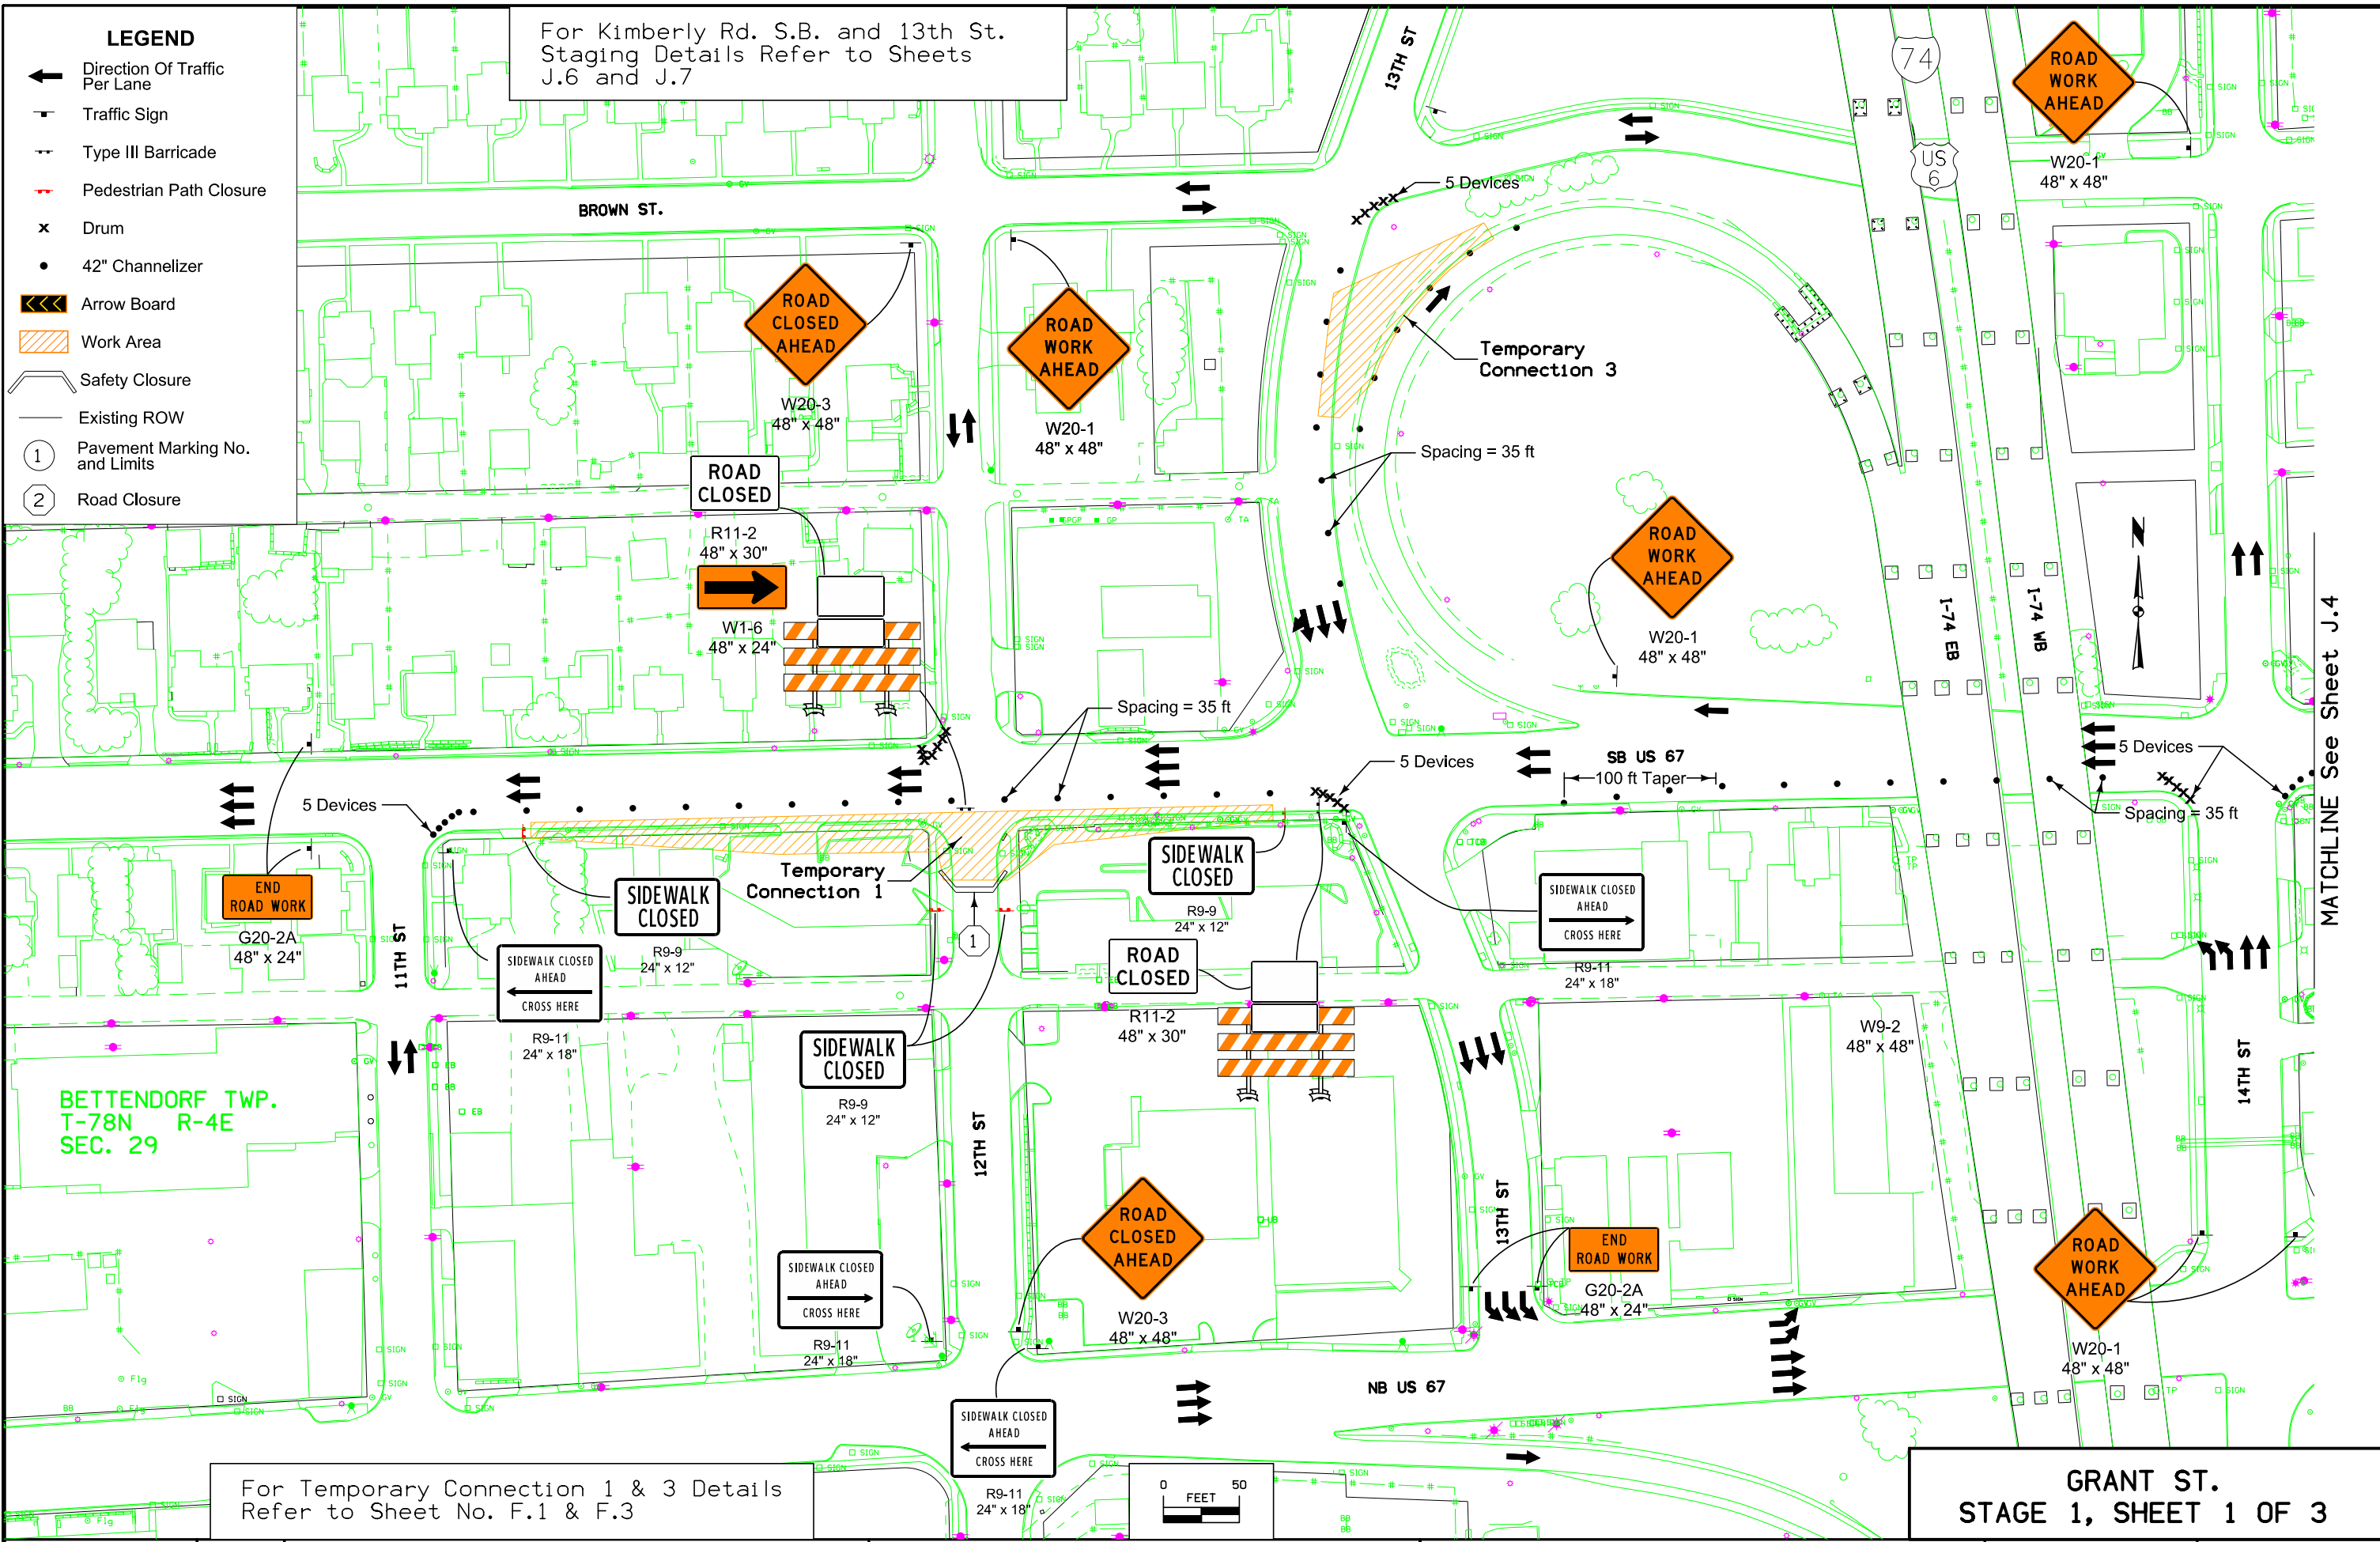 LEGEND
Direction Of Traffic
Per Lane
Traffic Sign
Type III Barricade
Pedestrian Path Closure
x Drum
42" Channelizer
Arrow Board
Work Area
Safety Closure
Existing ROW
1 Pavement Marking No.
and Limits
2 Road Closure
For Kimberly Rd. S.B. and 13th St.
Staging Details Refer to Sheets
J.6 and J.7
13TH ST
74
US
6
ROAD
WORK
AHEAD
W20-1
48" x 48"
BROWN ST.
5 Devices
ROAD
CLOSED
AHEAD
W20-3
48" x 48"
ROAD
WORK
AHEAD
W20-1
48" x 48"
Temporary
Connection 3
Spacing = 35 ft
ROAD
CLOSED
R11-2
48" x 30"
W1-6
48" x 24"
ROAD
WORK
AHEAD
W20-1
48" x 48"
I-74 EB
I-74 WB
N
MATCHLINE See Sheet J.4
Spacing = 35 ft
5 Devices
SB US 67
100 ft Taper
5 Devices
Spacing = 35 ft
5 Devices
END
ROAD WORK
G20-2A
48" x 24"
11TH ST
SIDEWALK
CLOSED
R9-9
24" x 12"
Temporary
Connection 1
1
SIDEWALK
CLOSED
R9-9
24" x 12"
SIDEWALK CLOSED
AHEAD
CROSS HERE
R9-11
24" x 18"
SIDEWALK CLOSED
AHEAD
CROSS HERE
R9-11
24" x 18"
ROAD
CLOSED
R11-2
48" x 30"
SIDEWALK
CLOSED
R9-9
24" x 12"
W9-2
48" x 48"
14TH ST
BETTENDORF TWP.
T-78N R-4E
SEC. 29
12TH ST
13TH ST
ROAD
CLOSED
AHEAD
W20-3
48" x 48"
END
ROAD WORK
G20-2A
48" x 24"
ROAD
WORK
AHEAD
W20-1
48" x 48"
SIDEWALK CLOSED
AHEAD
CROSS HERE
R9-11
24" x 18"
NB US 67
SIDEWALK CLOSED
AHEAD
CROSS HERE
R9-11
24" x 18"
For Temporary Connection 1 & 3 Details
Refer to Sheet No. F.1 & F.3
0 50
FEET
GRANT ST.
STAGE 1, SHEET 1 OF 3